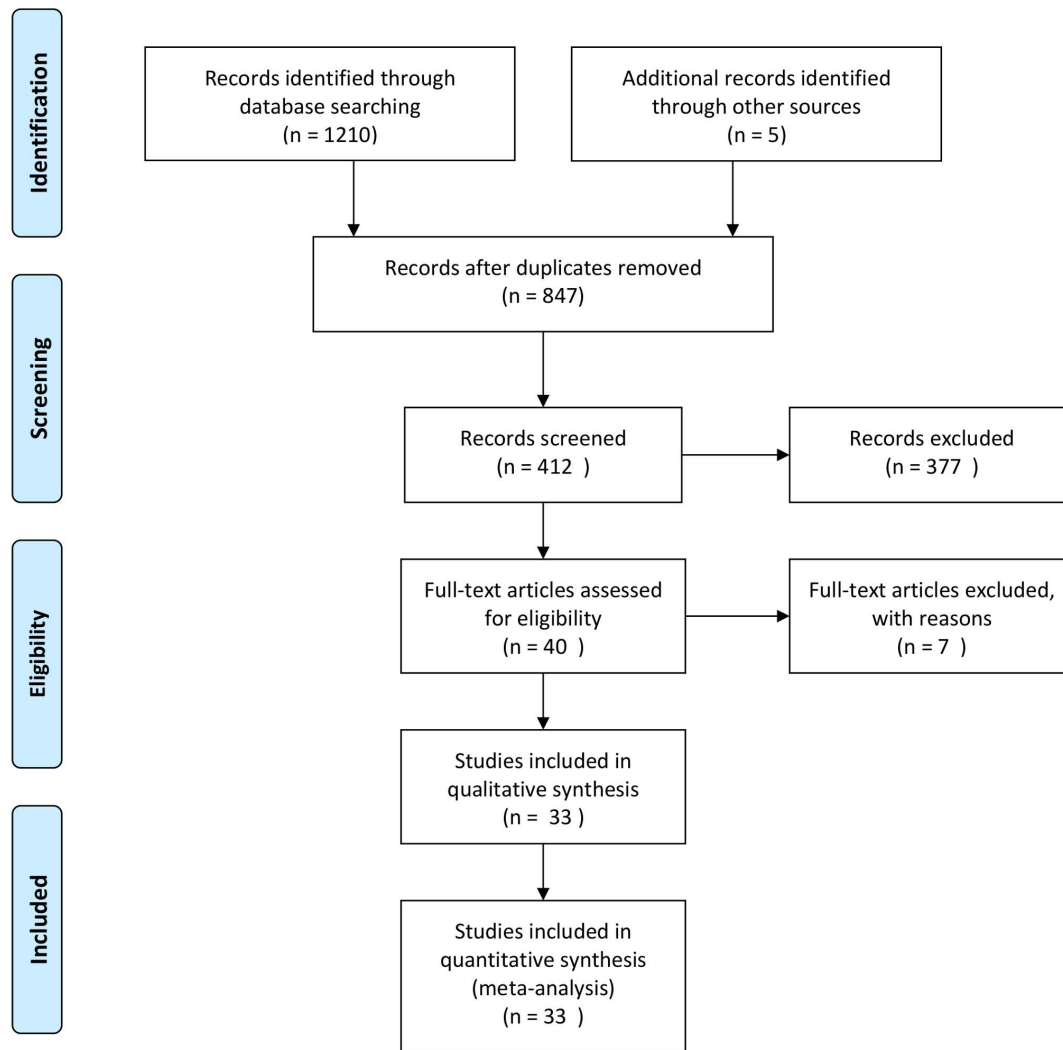 Identification
Records identified through
database searching
(n = 1210)
Additional records identified
through other sources
(n = 5)
Records after duplicates removed
(n = 847)
Screening
Records screened
(n = 412  )
Records excluded
(n = 377  )
Eligibility
Full-text articles assessed
for eligibility
(n = 40   )
Full-text articles excluded,
with reasons
(n = 7  )
Studies included in
qualitative synthesis
(n =  33  )
Included
Studies included in
quantitative synthesis
(meta-analysis)
(n = 33   )